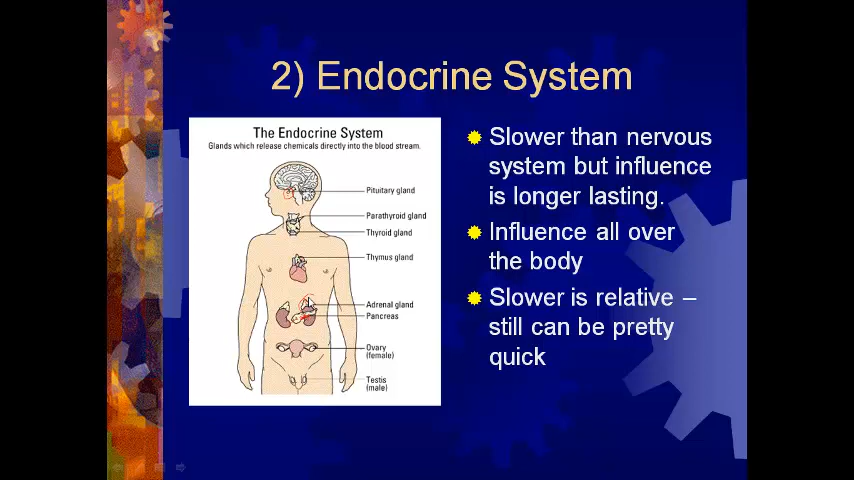 2) Endocrine System
The Endocrine System
Glands which release chemicals directly into the blood stream.
Pituitary gland
Parathyroid gland
Thyroid gland
Thymus gland
Adrenal gland
Pancreas
Ovary
(female)
Testis
(male)
Slower than nervous
system but influence
is longer lasting.
Influence all over
the body
Slower is relative –
still can be pretty
quick